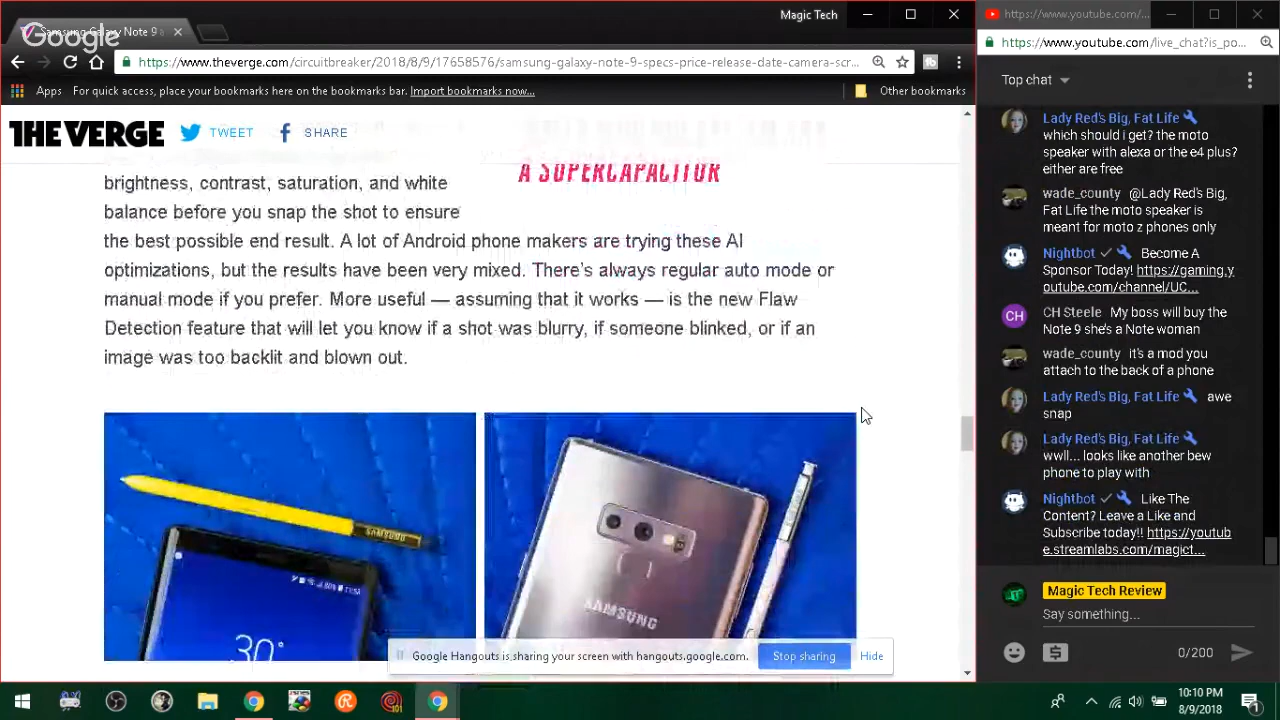 Magic Tech
Samsung Galaxy Note 9 a
Google
https://www.theverge.com/circuitbreaker/2018/8/9/17658576/samsung-galaxy-note-9-specs-price-release-date-camera-scr...
Apps For quick access, place your bookmarks here on the bookmarks bar. Import bookmarks now...
Other bookmarks
THE VERGE
TWEET
SHARE
A SUPERCAPACITOR
brightness, contrast, saturation, and white
balance before you snap the shot to ensure
the best possible end result. A lot of Android phone makers are trying these AI
optimizations, but the results have been very mixed. There's always regular auto mode or
manual mode if you prefer. More useful — assuming that it works — is the new Flaw
Detection feature that will let you know if a shot was blurry, if someone blinked, or if an
image was too backlit and blown out.
SAMSUNG
30°
SAMSUNG
Google Hangouts is sharing your screen with hangouts.google.com.
Stop sharing
Hide
https://www.youtube.com/...
https://www.youtube.com/live_chat?is_po...
Top chat
Lady Red's Big, Fat Life
which should i get? the moto
speaker with alexa or the e4 plus?
either are free
wade_county @Lady Red's Big,
Fat Life the moto speaker is
meant for moto z phones only
Nightbot Become A
Sponsor Today! https://gaming.y
outube.com/channel/UC...
CH
CH Steele My boss will buy the
Note 9 she's a Note woman
wade_county it's a mod you
attach to the back of a phone
Lady Red's Big, Fat Life awe
snap
Lady Red's Big, Fat Life
wwll... looks like another bew
phone to play with
Nightbot Like The
Content? Leave a Like and
Subscribe today!! https://youtub
e.streamlabs.com/magict...
Magic Tech Review
Say something...
0/200
10:10 PM
8/9/2018